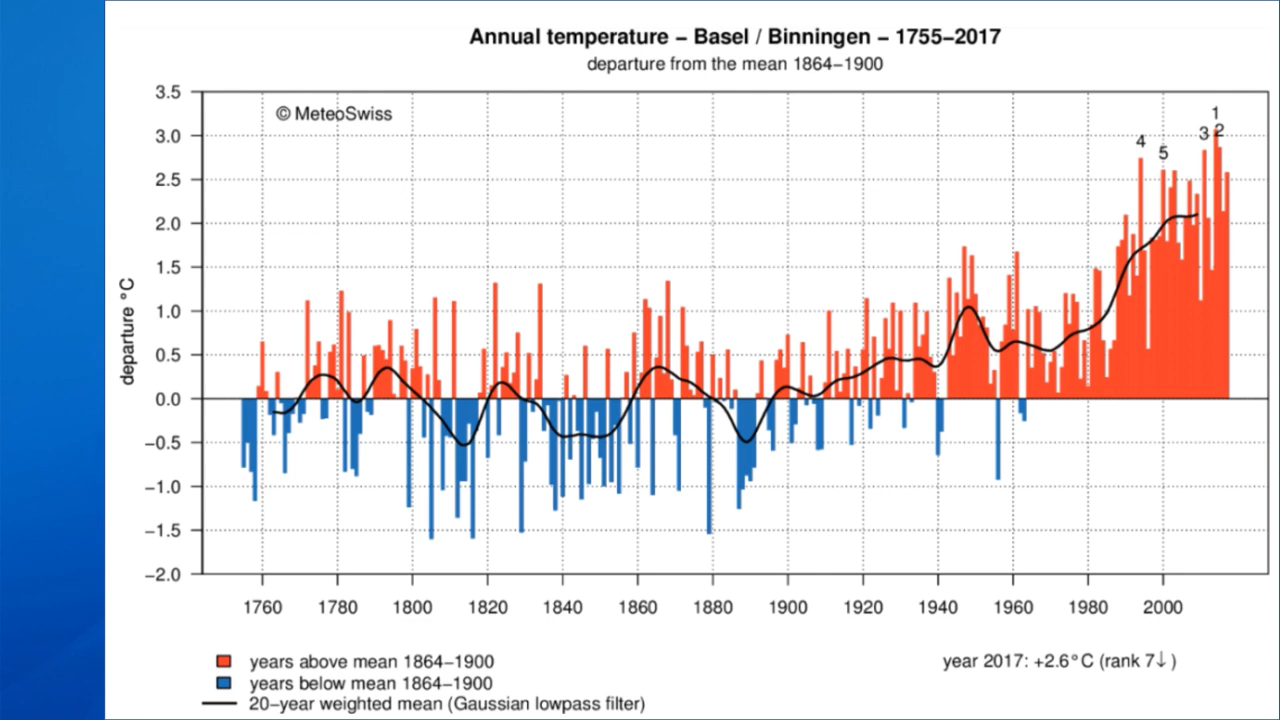 Annual temperature – Basel / Binningen – 1755–2017
departure from the mean 1864–1900
© MeteoSwiss
departure °C
3.5
3.0
2.5
2.0
1.5
1.0
0.5
0.0
−0.5
−1.0
−1.5
−2.0
1
2
3
4
5
1760 1780 1800 1820 1840 1860 1880 1900 1920 1940 1960 1980 2000
years above mean 1864–1900
years below mean 1864–1900
20–year weighted mean (Gaussian lowpass filter)
year 2017: +2.6°C (rank 7↓ )